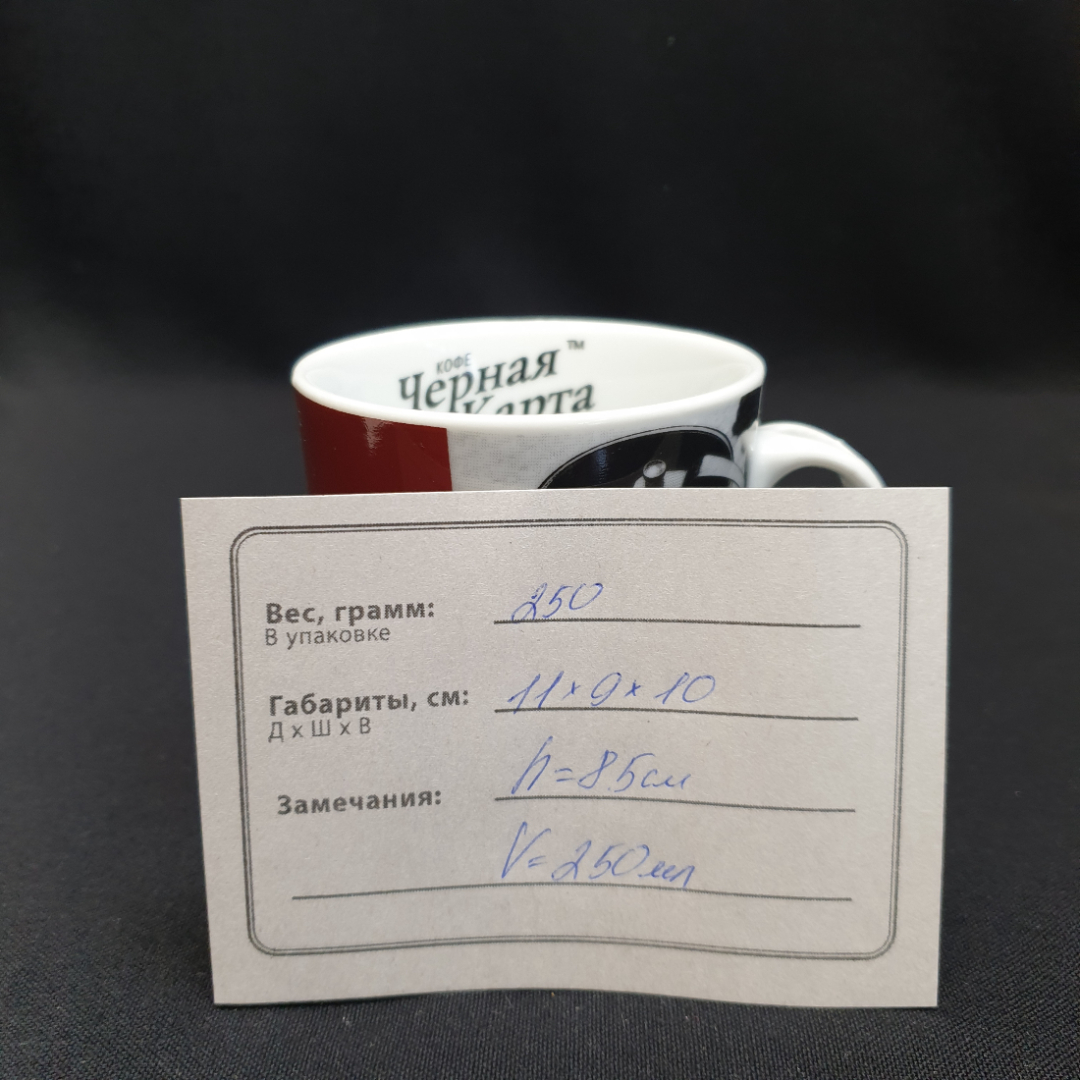 КОФЕ
Черная™
Карта
Вес, грамм: 250
В упаковке
Габариты, см: 11×9×10
Д х Ш х В
h=8,5см
Замечания:
V=250мл